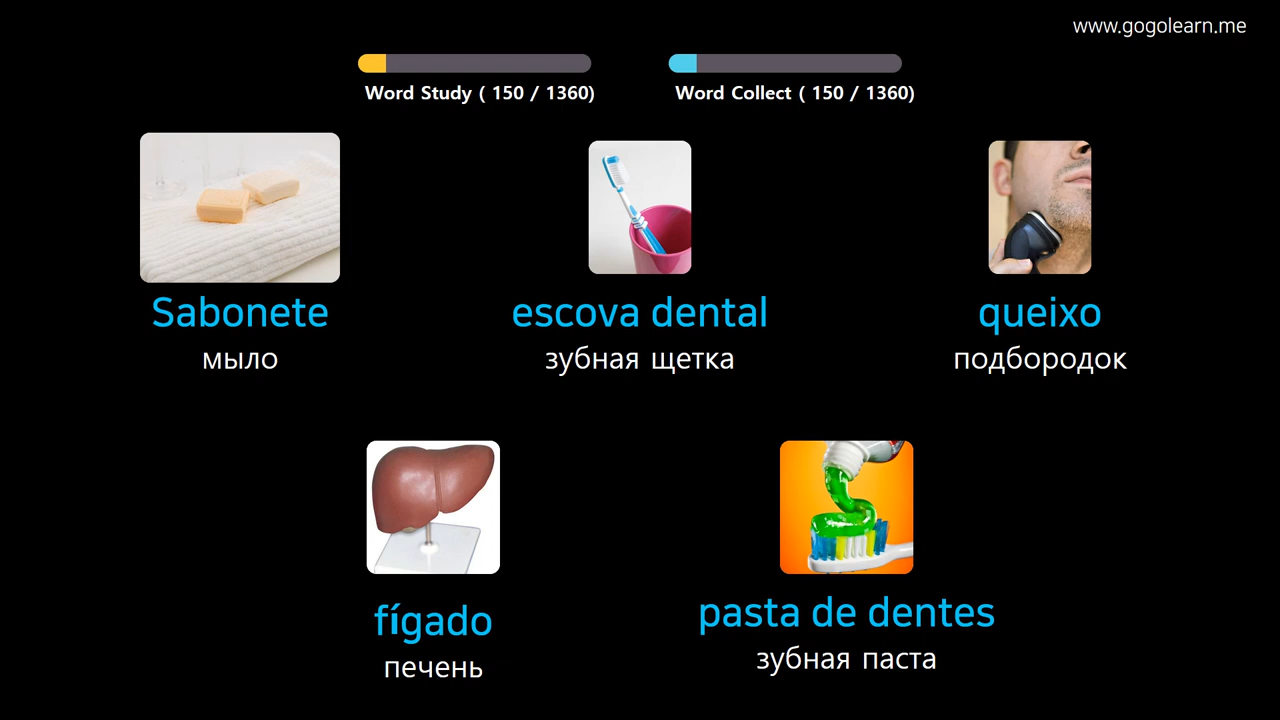 www.gogolearn.me
Word Study ( 150 / 1360)
Word Collect ( 150 / 1360)
Sabonete
мыло
escova dental
зубная щетка
queixo
подбородок
fígado
печень
pasta de dentes
зубная паста